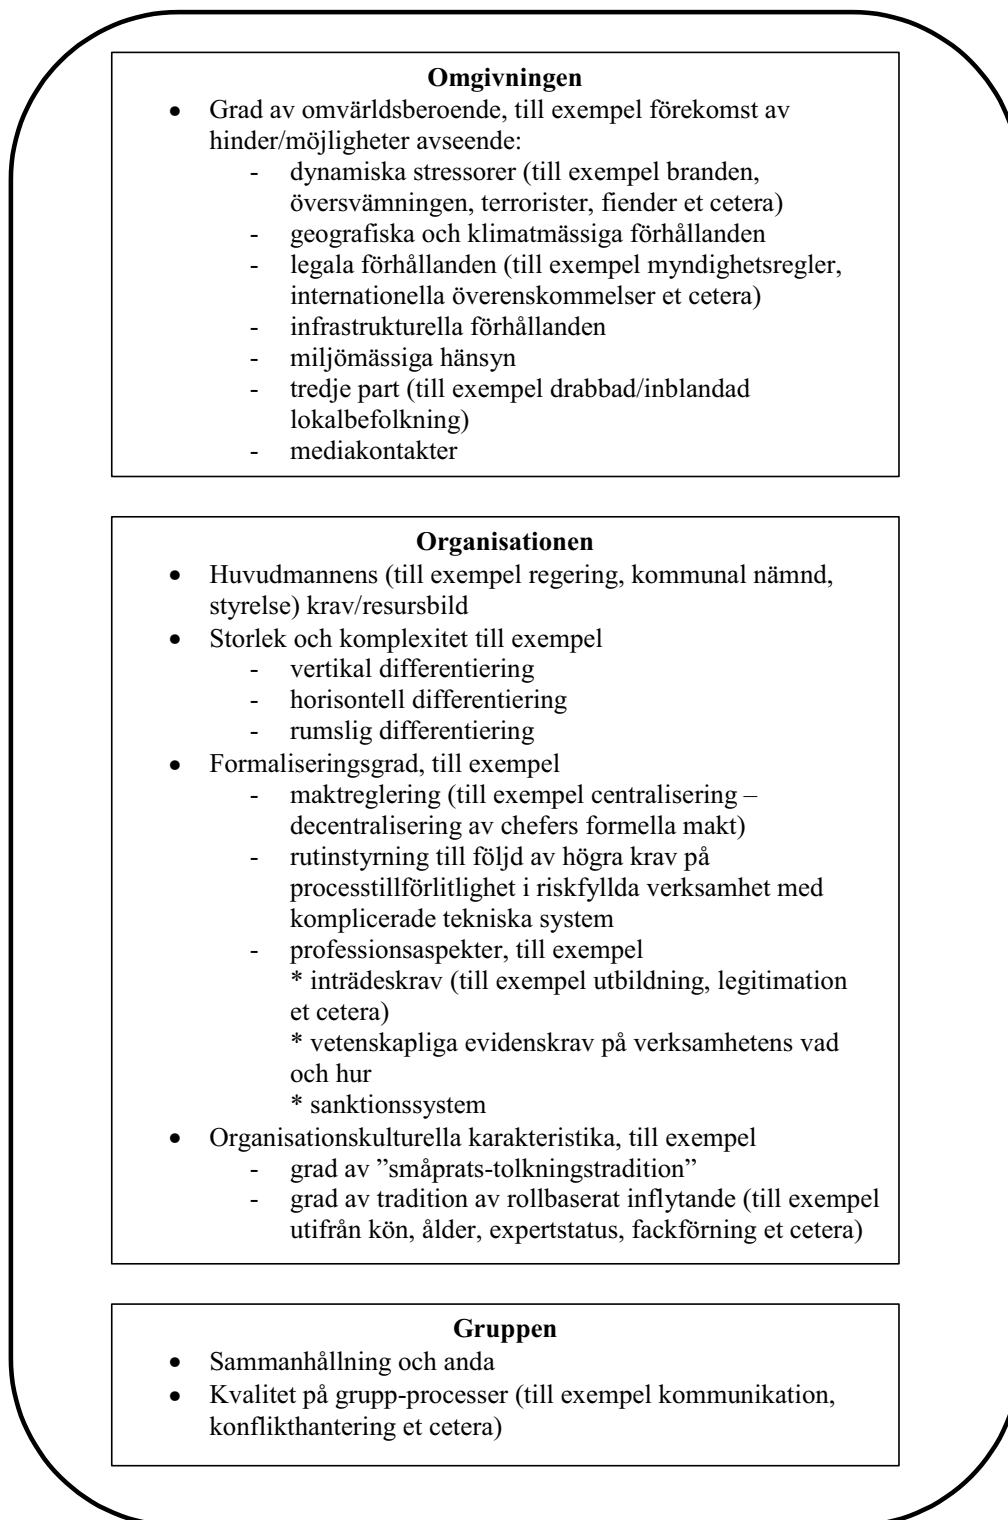 Omgivningen
• Grad av omvärldsberoende, till exempel förekomst av
hinder/möjligheter avseende:
- dynamiska stressorer (till exempel branden,
översvämningen, terrorister, fiender et cetera)
- geografiska och klimatmässiga förhållanden
- legala förhållanden (till exempel myndighetsregler,
internationella överenskommelser et cetera)
- infrastrukturella förhållanden
- miljömässiga hänsyn
- tredje part (till exempel drabbad/inblandad
lokalbefolkning)
- mediakontakter
Organisationen
• Huvudmannens (till exempel regering, kommunal nämnd,
styrelse) krav/resursbild
• Storlek och komplexitet till exempel
- vertikal differentiering
- horisontell differentiering
- rumslig differentiering
• Formaliseringsgrad, till exempel
- maktreglering (till exempel centralisering –
decentralisering av chefers formella makt)
- rutinstyrning till följd av högra krav på
processtillförlitlighet i riskfyllda verksamhet med
komplicerade tekniska system
- professionsaspekter, till exempel
* inträdeskrav (till exempel utbildning, legitimation
et cetera)
* vetenskapliga evidenskrav på verksamhetens vad
och hur
* sanktionssystem
• Organisationskulturella karakteristika, till exempel
- grad av ”småprats-tolkningstradition”
- grad av tradition av rollbaserat inflytande (till exempel
utifrån kön, ålder, expertstatus, fackförning et cetera)
Gruppen
• Sammanhållning och anda
• Kvalitet på grupp-processer (till exempel kommunikation,
konflikthantering et cetera)